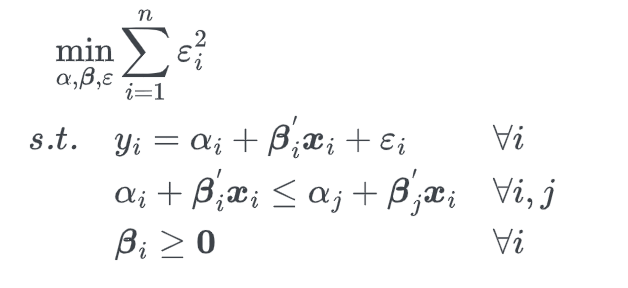 min_{α,β,ε} ∑_{i=1}^{n} ε_i^2
s.t. y_i = α_i + β_i^' x_i + ε_i ∀i
α_i + β_i^' x_i ≤ α_j + β_j^' x_i ∀i, j
β_i ≥ 0 ∀i